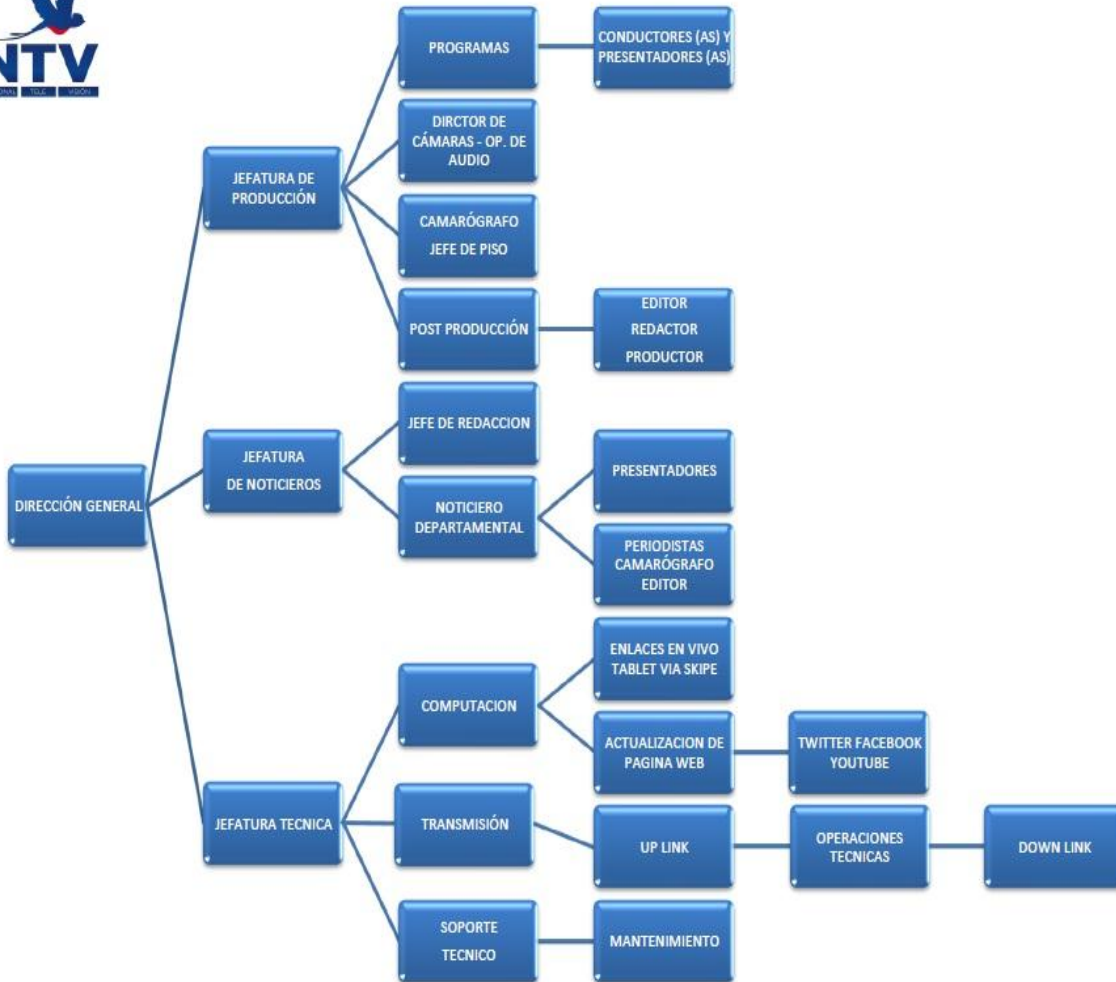 NTV
TELE
VISIÓN
PROGRAMAS
CONDUCTORES (AS) Y
PRESENTADORES (AS)
DIRCTOR DE
CÁMARAS - OP. DE
AUDIO
JEFATURA DE
PRODUCCIÓN
CAMARÓGRAFO
JEFE DE PISO
POST PRODUCCIÓN
EDITOR
REDACTOR
PRODUCTOR
DIRECCIÓN GENERAL
JEFATURA
DE NOTICIEROS
JEFE DE REDACCION
NOTICIERO
DEPARTAMENTAL
PRESENTADORES
PERIODISTAS
CAMARÓGRAFO
EDITOR
JEFATURA TECNICA
COMPUTACION
ENLACES EN VIVO
TABLET VIA SKIPE
ACTUALIZACION DE
PAGINA WEB
TWITTER FACEBOOK
YOUTUBE
TRANSMISIÓN
UP LINK
OPERACIONES
TECNICAS
DOWN LINK
SOPORTE
TECNICO
MANTENIMIENTO